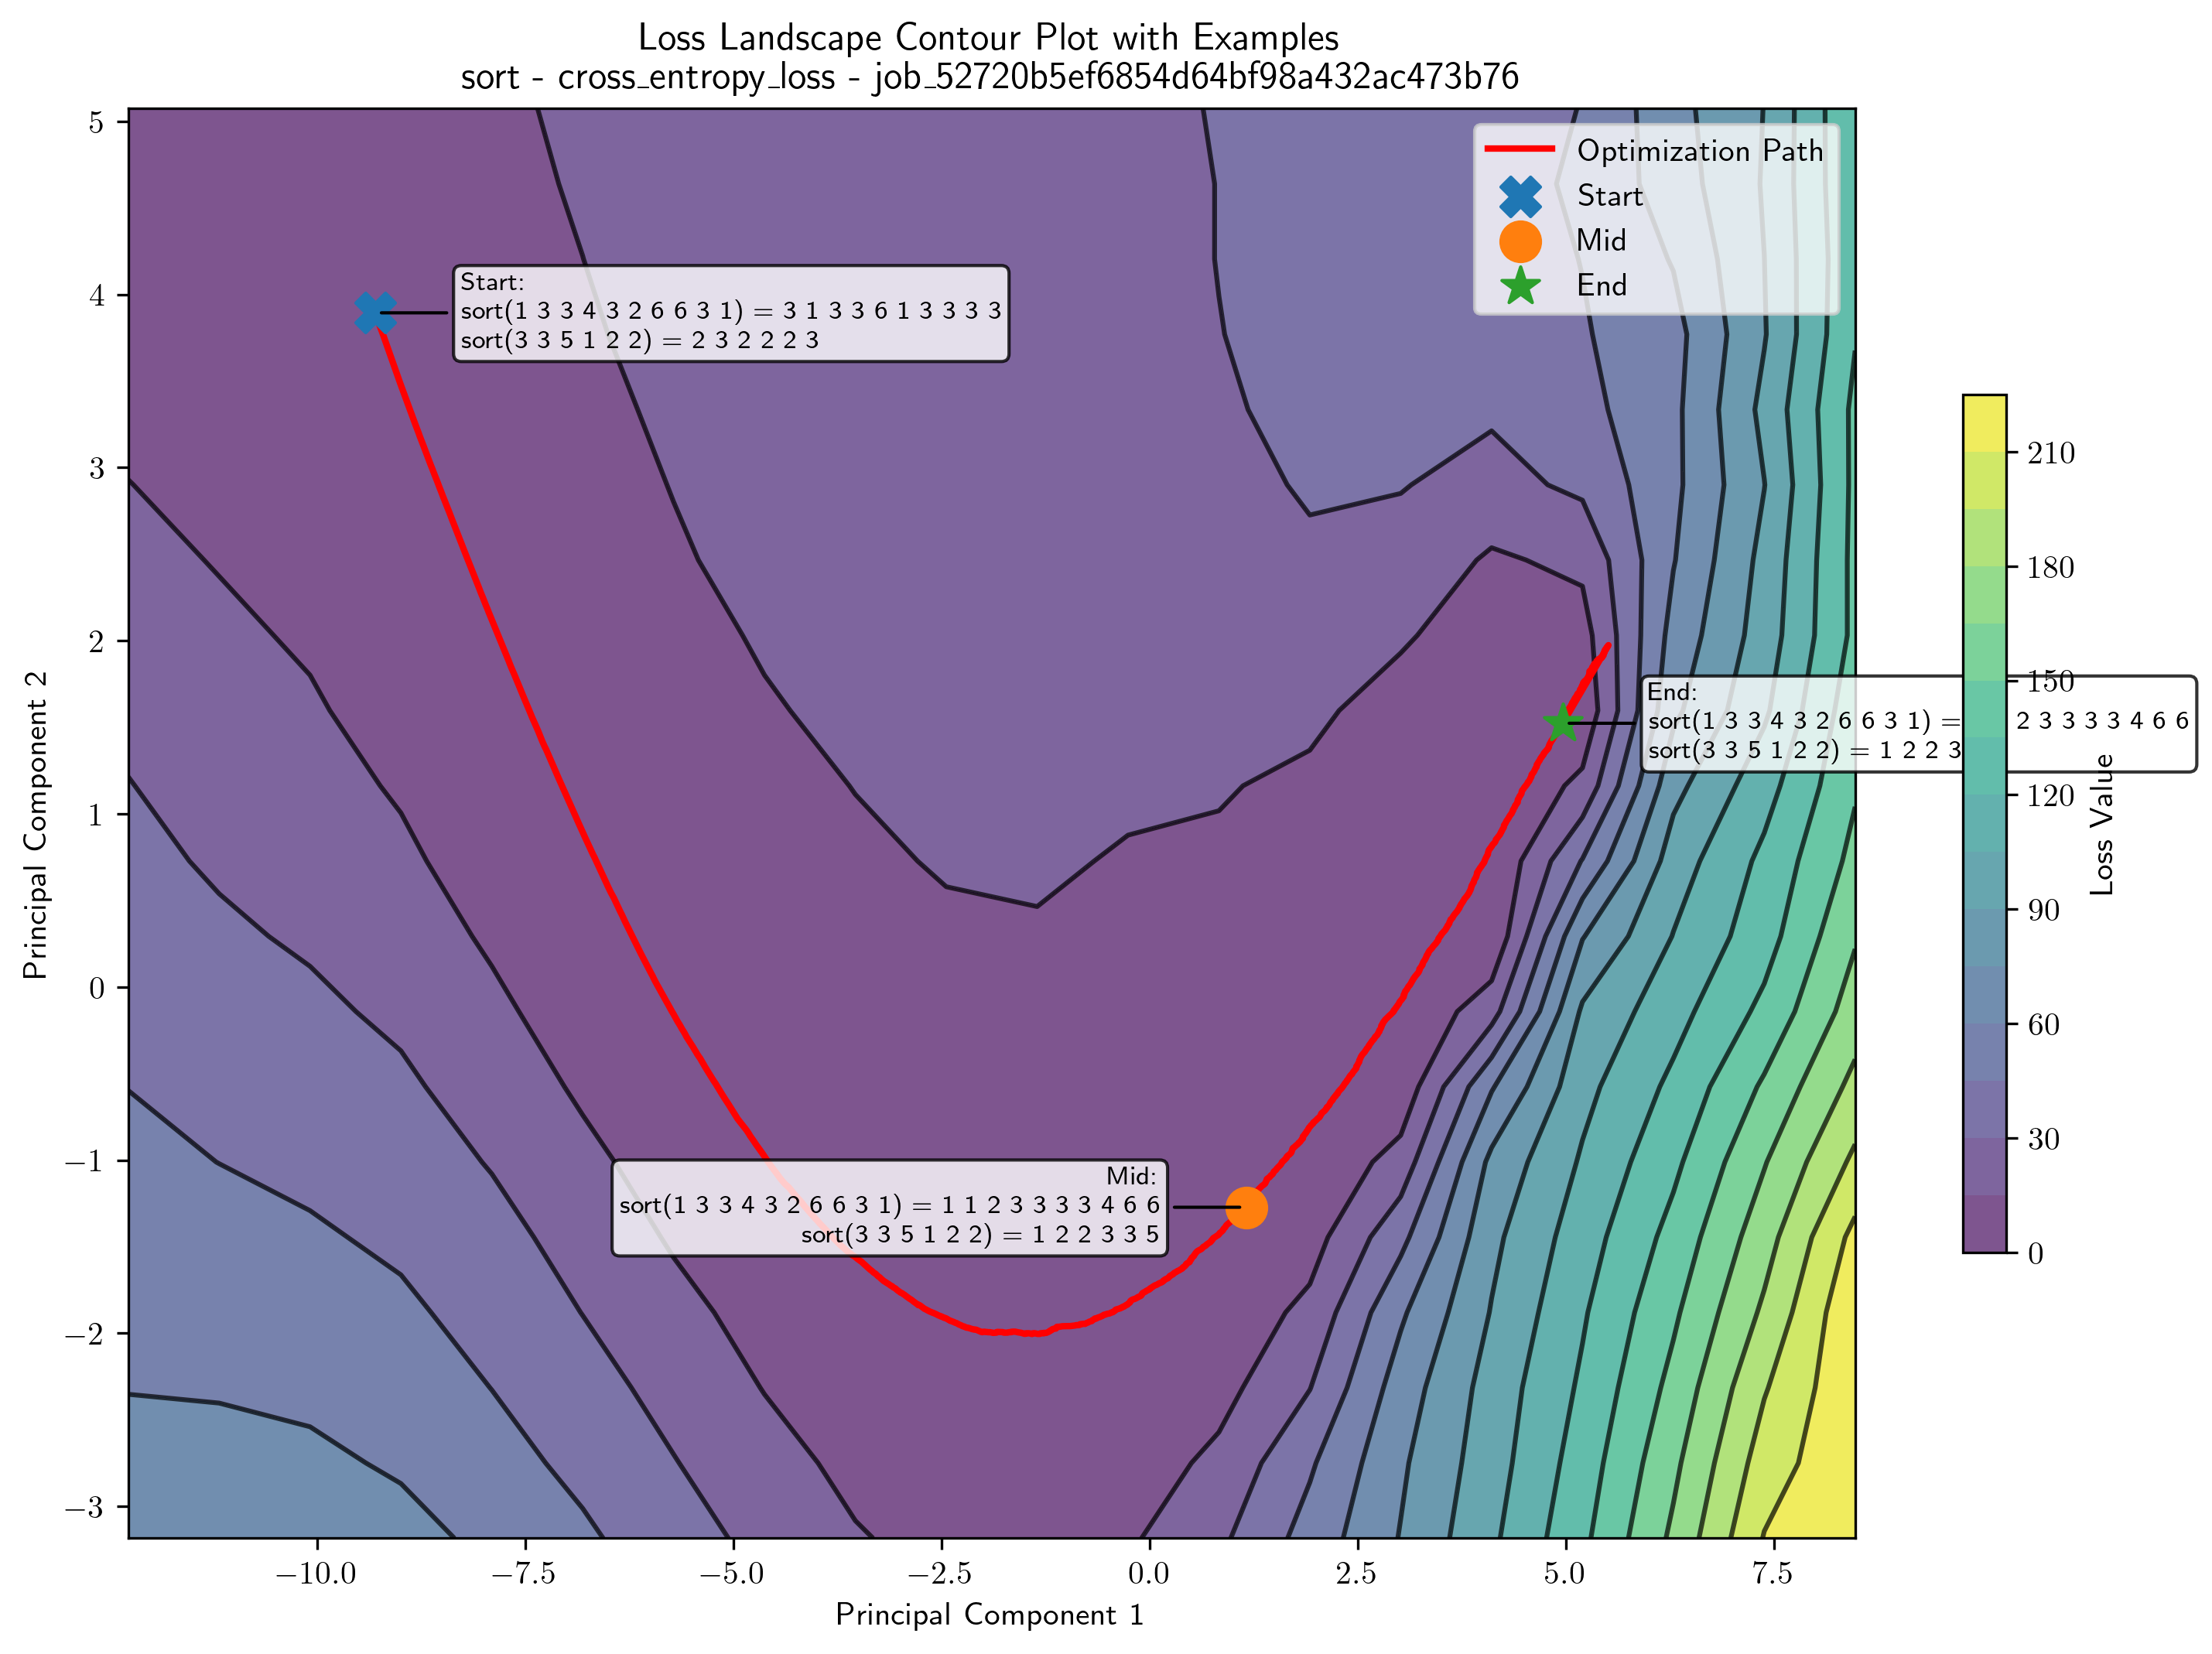 Loss Landscape Contour Plot with Examples
sort - cross_entropy_loss - job_52720b5ef6854d64bf98a432ac473b76
Optimization Path
Start
Mid
End
Start:
sort(1 3 3 4 3 2 6 6 3 1) = 3 1 3 3 6 1 3 3 3 3
sort(3 3 5 1 2 2) = 2 3 2 2 2 3
End:
sort(1 3 3 4 3 2 6 6 3 1) = 2 3 3 3 3 4 6 6
sort(3 3 5 1 2 2) = 1 2 2 3
Mid:
sort(1 3 3 4 3 2 6 6 3 1) = 1 1 2 3 3 3 3 4 6 6
sort(3 3 5 1 2 2) = 1 2 2 3 3 5
5
4
3
2
1
0
−1
−2
−3
Principal Component 2
−10.0 −7.5 −5.0 −2.5 0.0 2.5 5.0 7.5
Principal Component 1
210
180
150
120
90
60
30
0
Loss Value